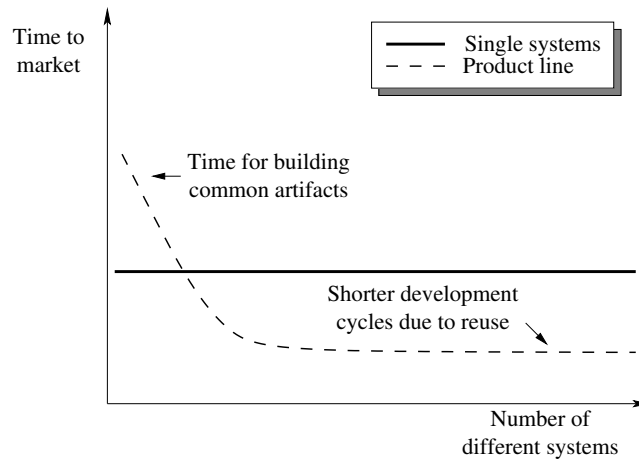 Time to
market
Single systems
Product line
Time for building
common artifacts
Shorter development
cycles due to reuse
Number of
different systems